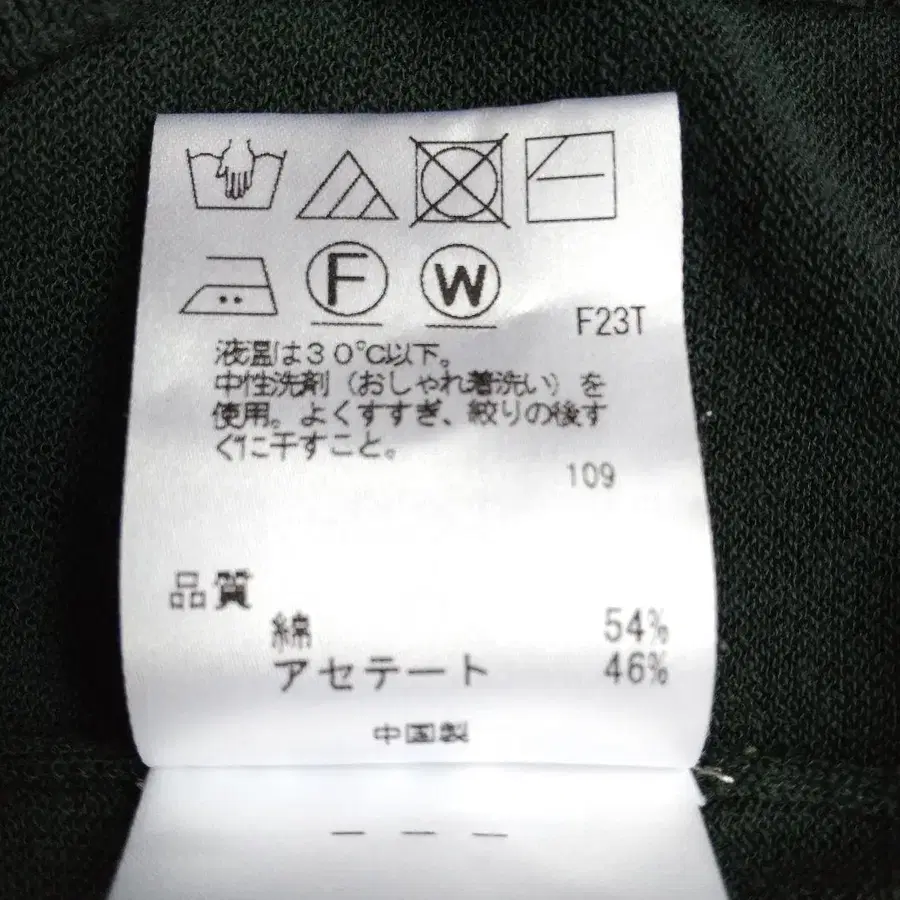 F
W
F23T
液温は30℃以下。
中性洗剤(おしゃれ着洗い)を
使用。よくすすぎ、絞りの後す
ぐに干すこと。
109
品質
綿 54%
アセテート 46%
中国製